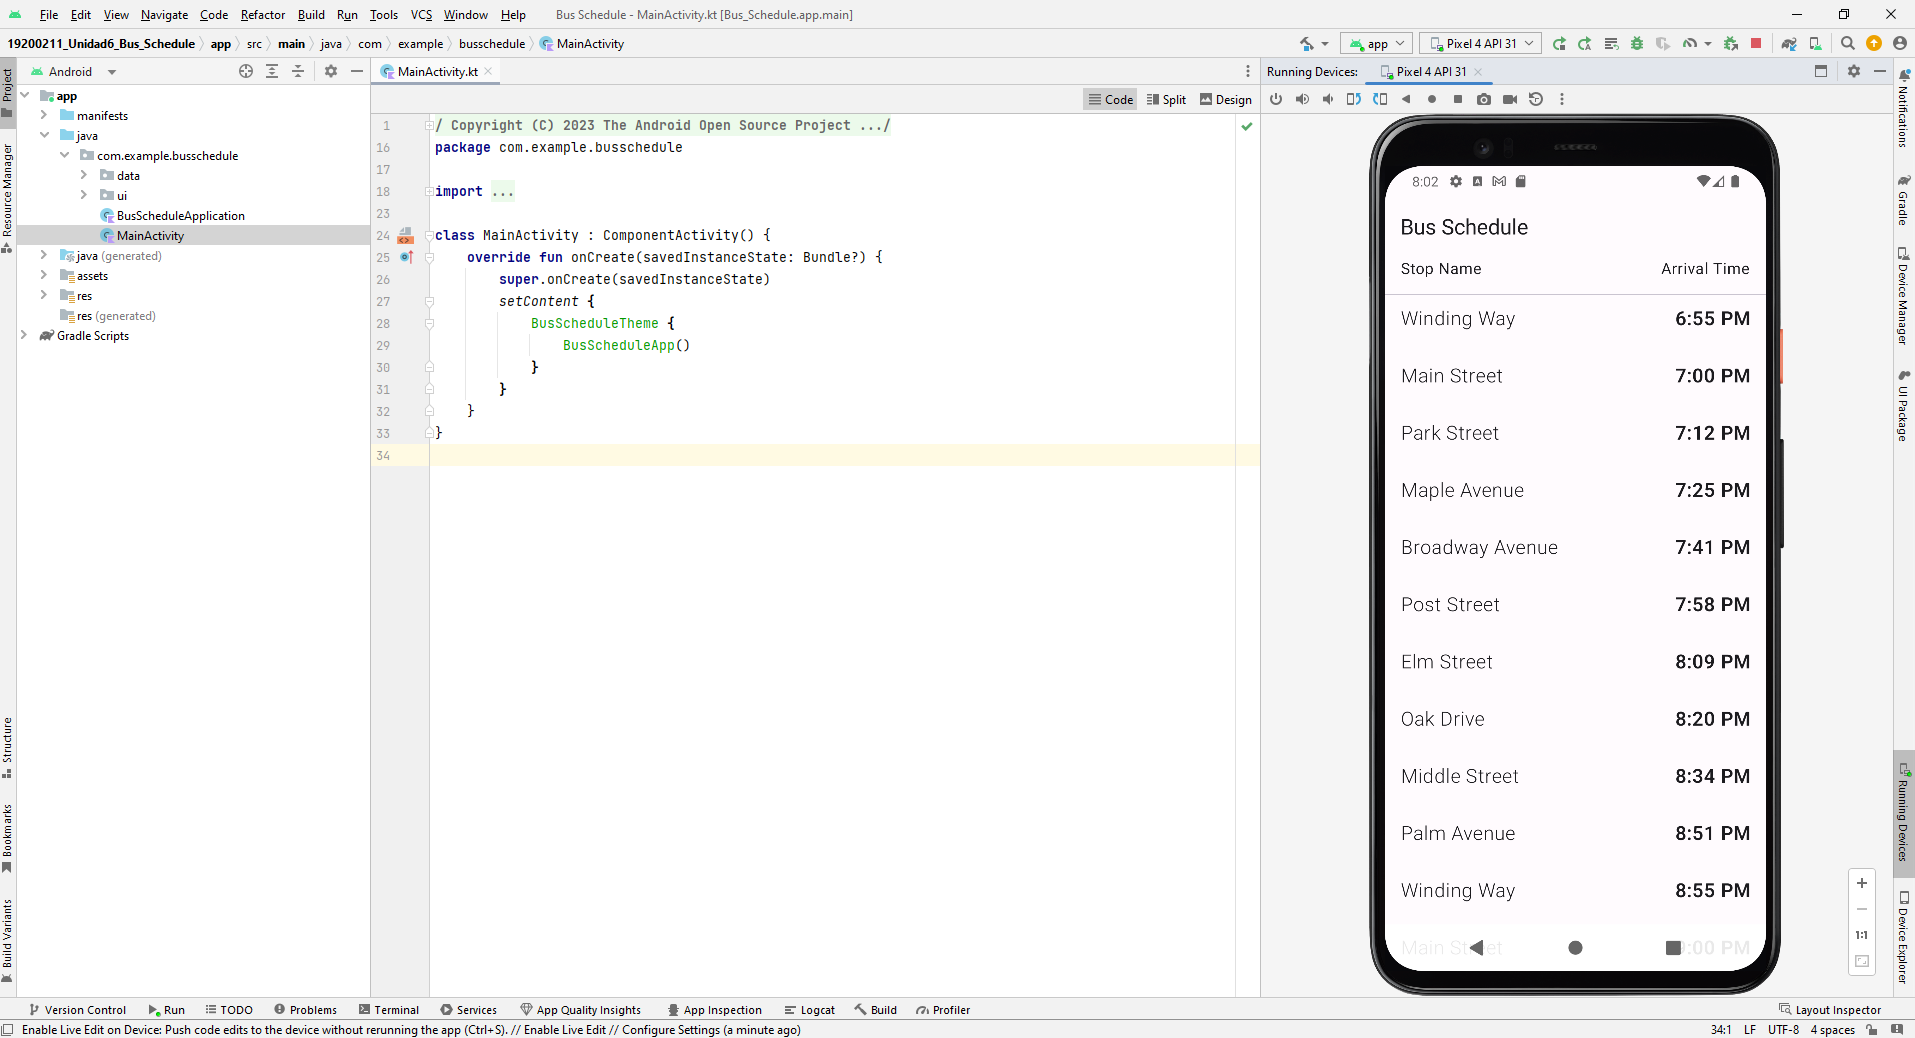 File Edit View Navigate Code Refactor Build Run Tools VCS Window Help Bus Schedule - MainActivity.kt [Bus_Schedule.app.main]
19200211_Unidad6_Bus_Schedule app src main java com example busschedule MainActivity app Pixel 4 API 31
Project
Resource Manager
Structure
Bookmarks
Build Variants
Android
app
manifests
java
com.example.busschedule
data
ui
BusScheduleApplication
MainActivity
java (generated)
assets
res
res (generated)
Gradle Scripts
MainActivity.kt
Code Split Design
1 / Copyright (C) 2023 The Android Open Source Project .../
16 package com.example.busschedule
17
18 import ...
23
24 class MainActivity : ComponentActivity() {
25 override fun onCreate(savedInstanceState: Bundle?) {
26 super.onCreate(savedInstanceState)
27 setContent {
28 BusScheduleTheme {
29 BusScheduleApp()
30 }
31 }
32 }
33 }
34
Running Devices: Pixel 4 API 31
8:02
Bus Schedule
Stop Name Arrival Time
Winding Way 6:55 PM
Main Street 7:00 PM
Park Street 7:12 PM
Maple Avenue 7:25 PM
Broadway Avenue 7:41 PM
Post Street 7:58 PM
Elm Street 8:09 PM
Oak Drive 8:20 PM
Middle Street 8:34 PM
Palm Avenue 8:51 PM
Winding Way 8:55 PM
Main Street 9:00 PM
1:1
Notifications
Gradle
Device Manager
UI Package
Running Devices
Device Explorer
Version Control Run TODO Problems Terminal Services App Quality Insights App Inspection Logcat Build Profiler Layout Inspector
Enable Live Edit on Device: Push code edits to the device without rerunning the app (Ctrl+S). // Enable Live Edit // Configure Settings (a minute ago) 34:1 LF UTF-8 4 spaces